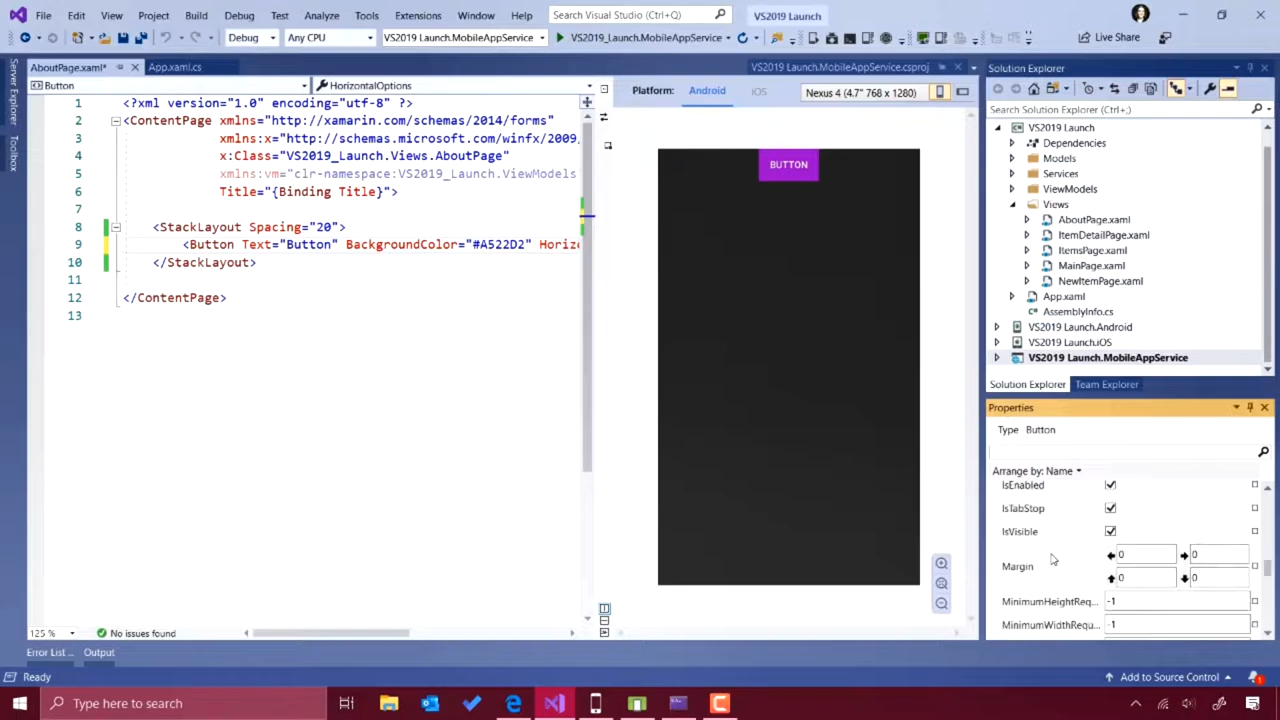 File Edit View Project Build Debug Test Analyze Tools Extensions Window Help Search Visual Studio (Ctrl+Q) VS2019 Launch
Debug Any CPU VS2019 Launch.MobileAppService VS2019_Launch.MobileAppService Live Share
Server Explorer
Toolbox
AboutPage.xaml* App.xaml.cs VS2019 Launch.MobileAppService.csproj
Button HorizontalOptions
1 <?xml version="1.0" encoding="utf-8" ?>
2 <ContentPage xmlns="http://xamarin.com/schemas/2014/forms"
3 xmlns:x="http://schemas.microsoft.com/winfx/2009,
4 x:Class="VS2019_Launch.Views.AboutPage"
5 xmlns:vm="clr-namespace:VS2019_Launch.ViewModels
6 Title="{Binding Title}">
7
8 <StackLayout Spacing="20">
9 <Button Text="Button" BackgroundColor="#A522D2" Horizo
10 </StackLayout>
11
12 </ContentPage>
13
125 % No issues found
Platform: Android iOS Nexus 4 (4.7" 768 x 1280)
BUTTON
Solution Explorer
Search Solution Explorer (Ctrl+;)
VS2019 Launch
Dependencies
Models
Services
ViewModels
Views
AboutPage.xaml
ItemDetailPage.xaml
ItemsPage.xaml
MainPage.xaml
NewItemPage.xaml
App.xaml
AssemblyInfo.cs
VS2019 Launch.Android
VS2019 Launch.iOS
VS2019 Launch.MobileAppService
Solution Explorer Team Explorer
Properties
Type Button
Arrange by: Name
IsEnabled
IsTabStop
IsVisible
Margin 0 0
0 0
MinimumHeightReq... -1
MinimumWidthRequ... -1
Error List ... Output
Ready Add to Source Control 1
Type here to search